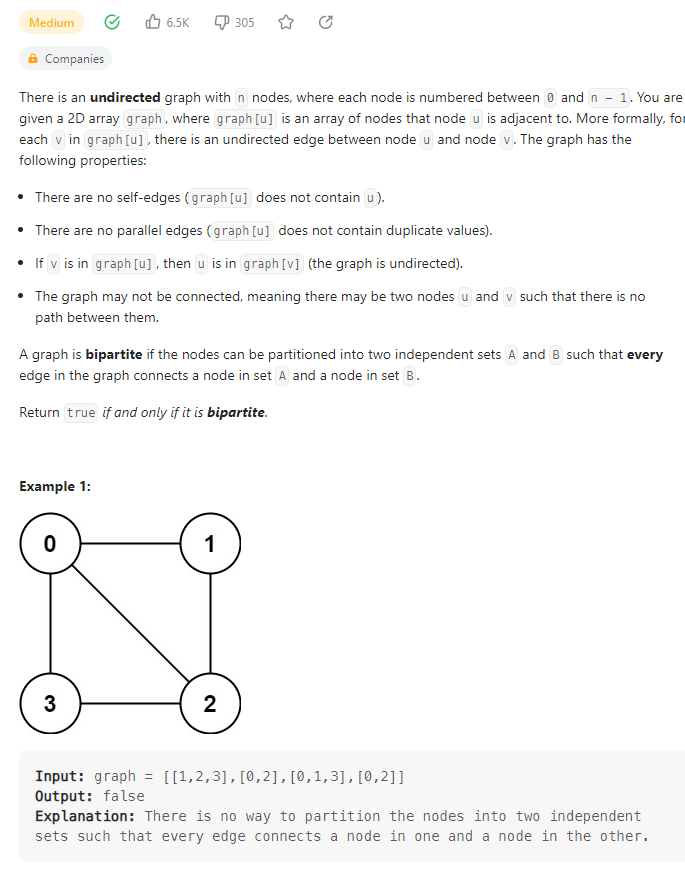 Medium 6.5K 305
Companies
There is an undirected graph with n nodes, where each node is numbered between 0 and n - 1. You are
given a 2D array graph, where graph[u] is an array of nodes that node u is adjacent to. More formally, for
each v in graph[u], there is an undirected edge between node u and node v. The graph has the
following properties:
• There are no self-edges (graph[u] does not contain u).
• There are no parallel edges (graph[u] does not contain duplicate values).
• If v is in graph[u], then u is in graph[v] (the graph is undirected).
• The graph may not be connected, meaning there may be two nodes u and v such that there is no
path between them.
A graph is bipartite if the nodes can be partitioned into two independent sets A and B such that every
edge in the graph connects a node in set A and a node in set B.
Return true if and only if it is bipartite.
Example 1:
0 1
3 2
Input: graph = [[1,2,3],[0,2],[0,1,3],[0,2]]
Output: false
Explanation: There is no way to partition the nodes into two independent
sets such that every edge connects a node in one and a node in the other.